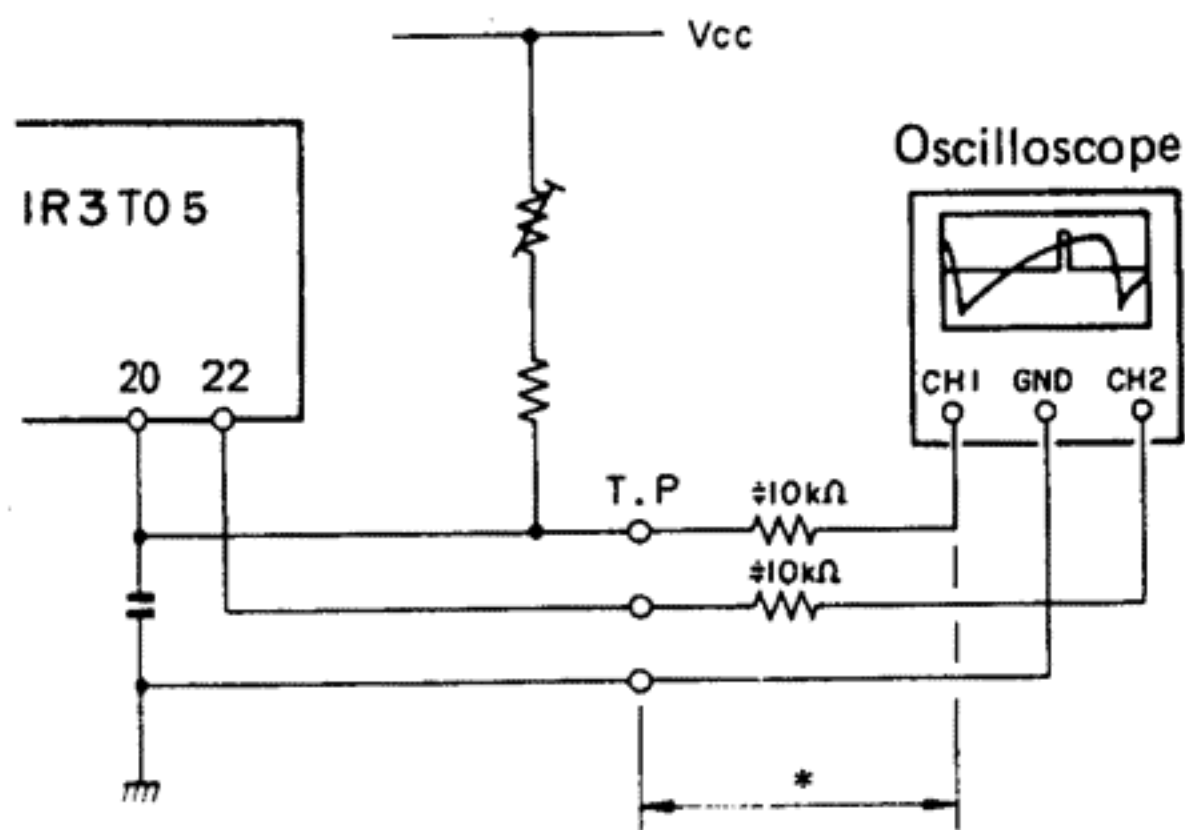 Vcc
Oscilloscope
IR3T05
20 22
CH1 GND CH2
T.P ≑10kΩ
≑10kΩ
*